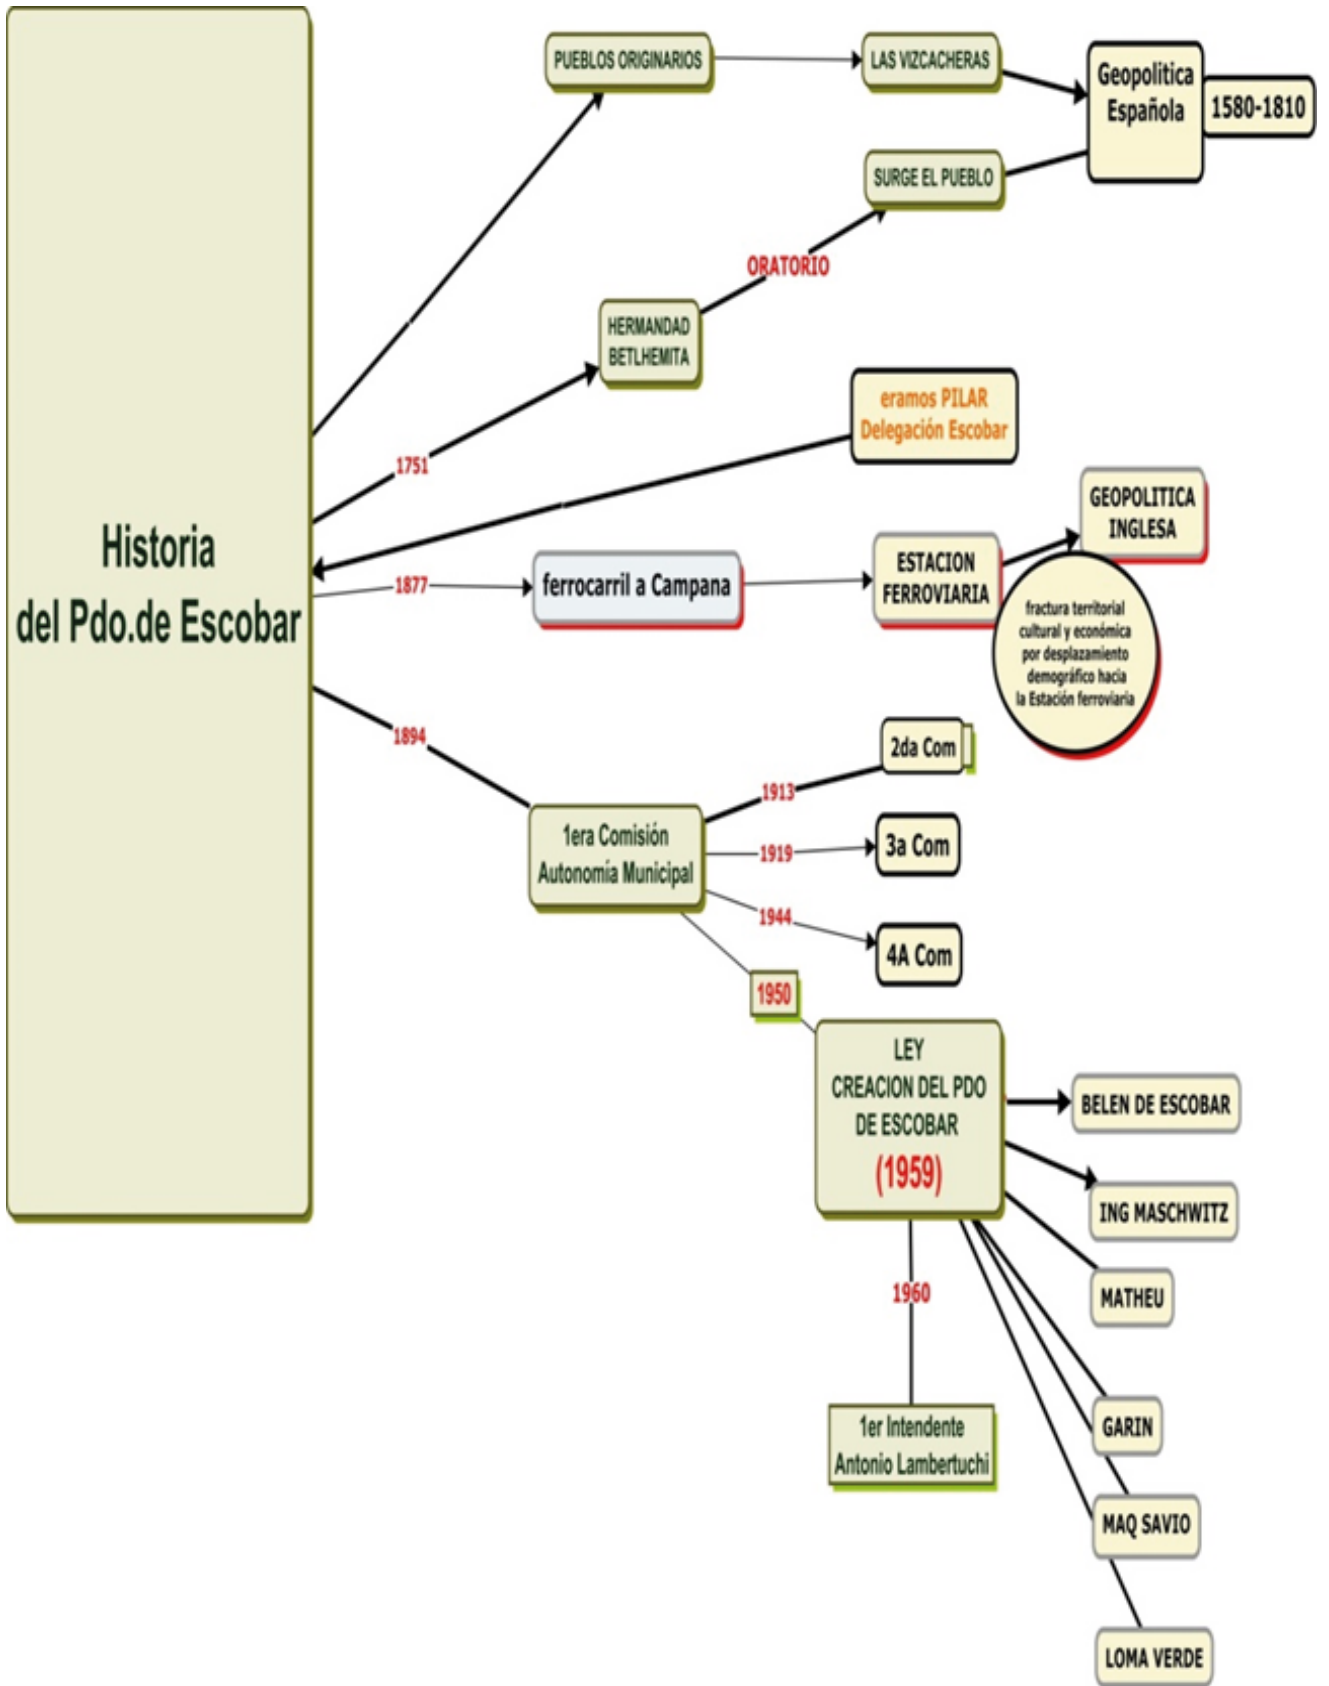 PUEBLOS ORIGINARIOS
LAS VIZCACHERAS
Geopolitica
Española
1580-1810
SURGE EL PUEBLO
ORATORIO
HERMANDAD
BETLHEMITA
eramos PILAR
Delegación Escobar
1751
Historia
del Pdo.de Escobar
1877
ferrocarril a Campana
ESTACION
FERROVIARIA
GEOPOLITICA
INGLESA
fractura territorial
cultural y económica
por desplazamiento
demográfico hacia
la Estación ferroviaria
1894
1era Comisión
Autonomía Municipal
1913
2da Com
1919
3a Com
1944
4A Com
1950
LEY
CREACION DEL PDO
DE ESCOBAR
(1959)
BELEN DE ESCOBAR
ING MASCHWITZ
MATHEU
GARIN
MAQ SAVIO
LOMA VERDE
1960
1er Intendente
Antonio Lambertuchi